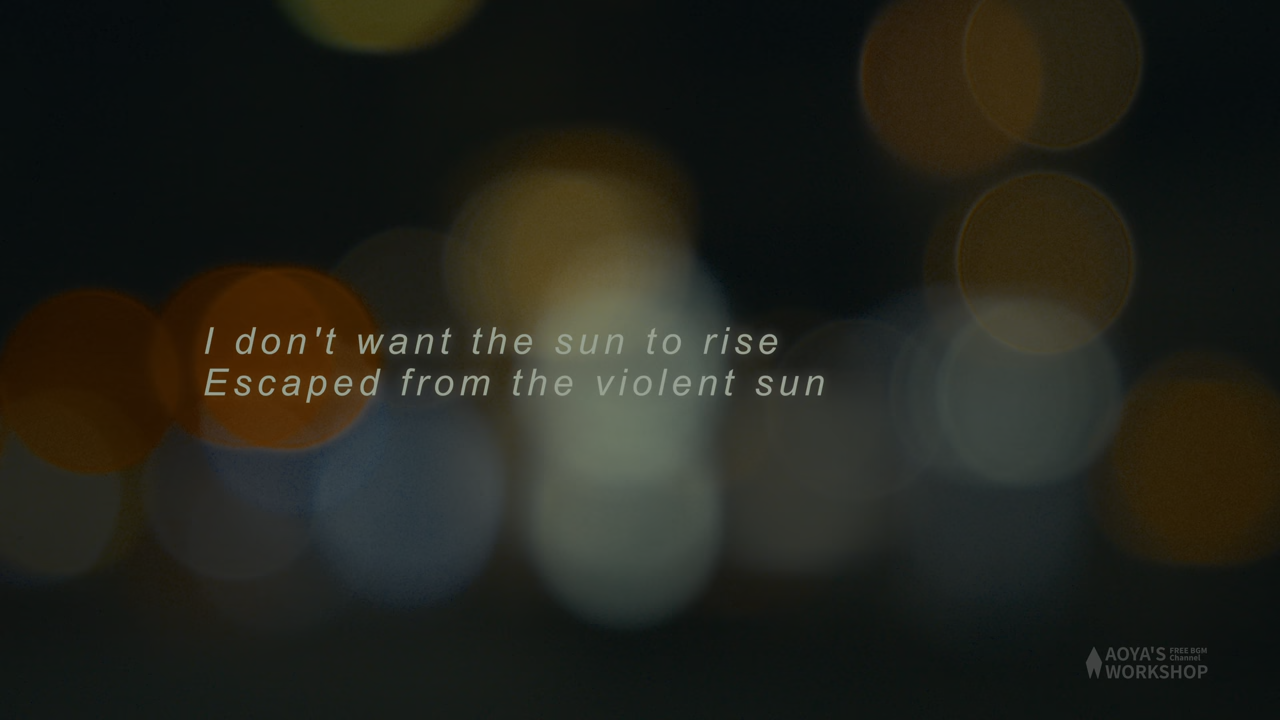 I don't want the sun to rise
Escaped from the violent sun
AOYA'S FREE BGM Channel
WORKSHOP